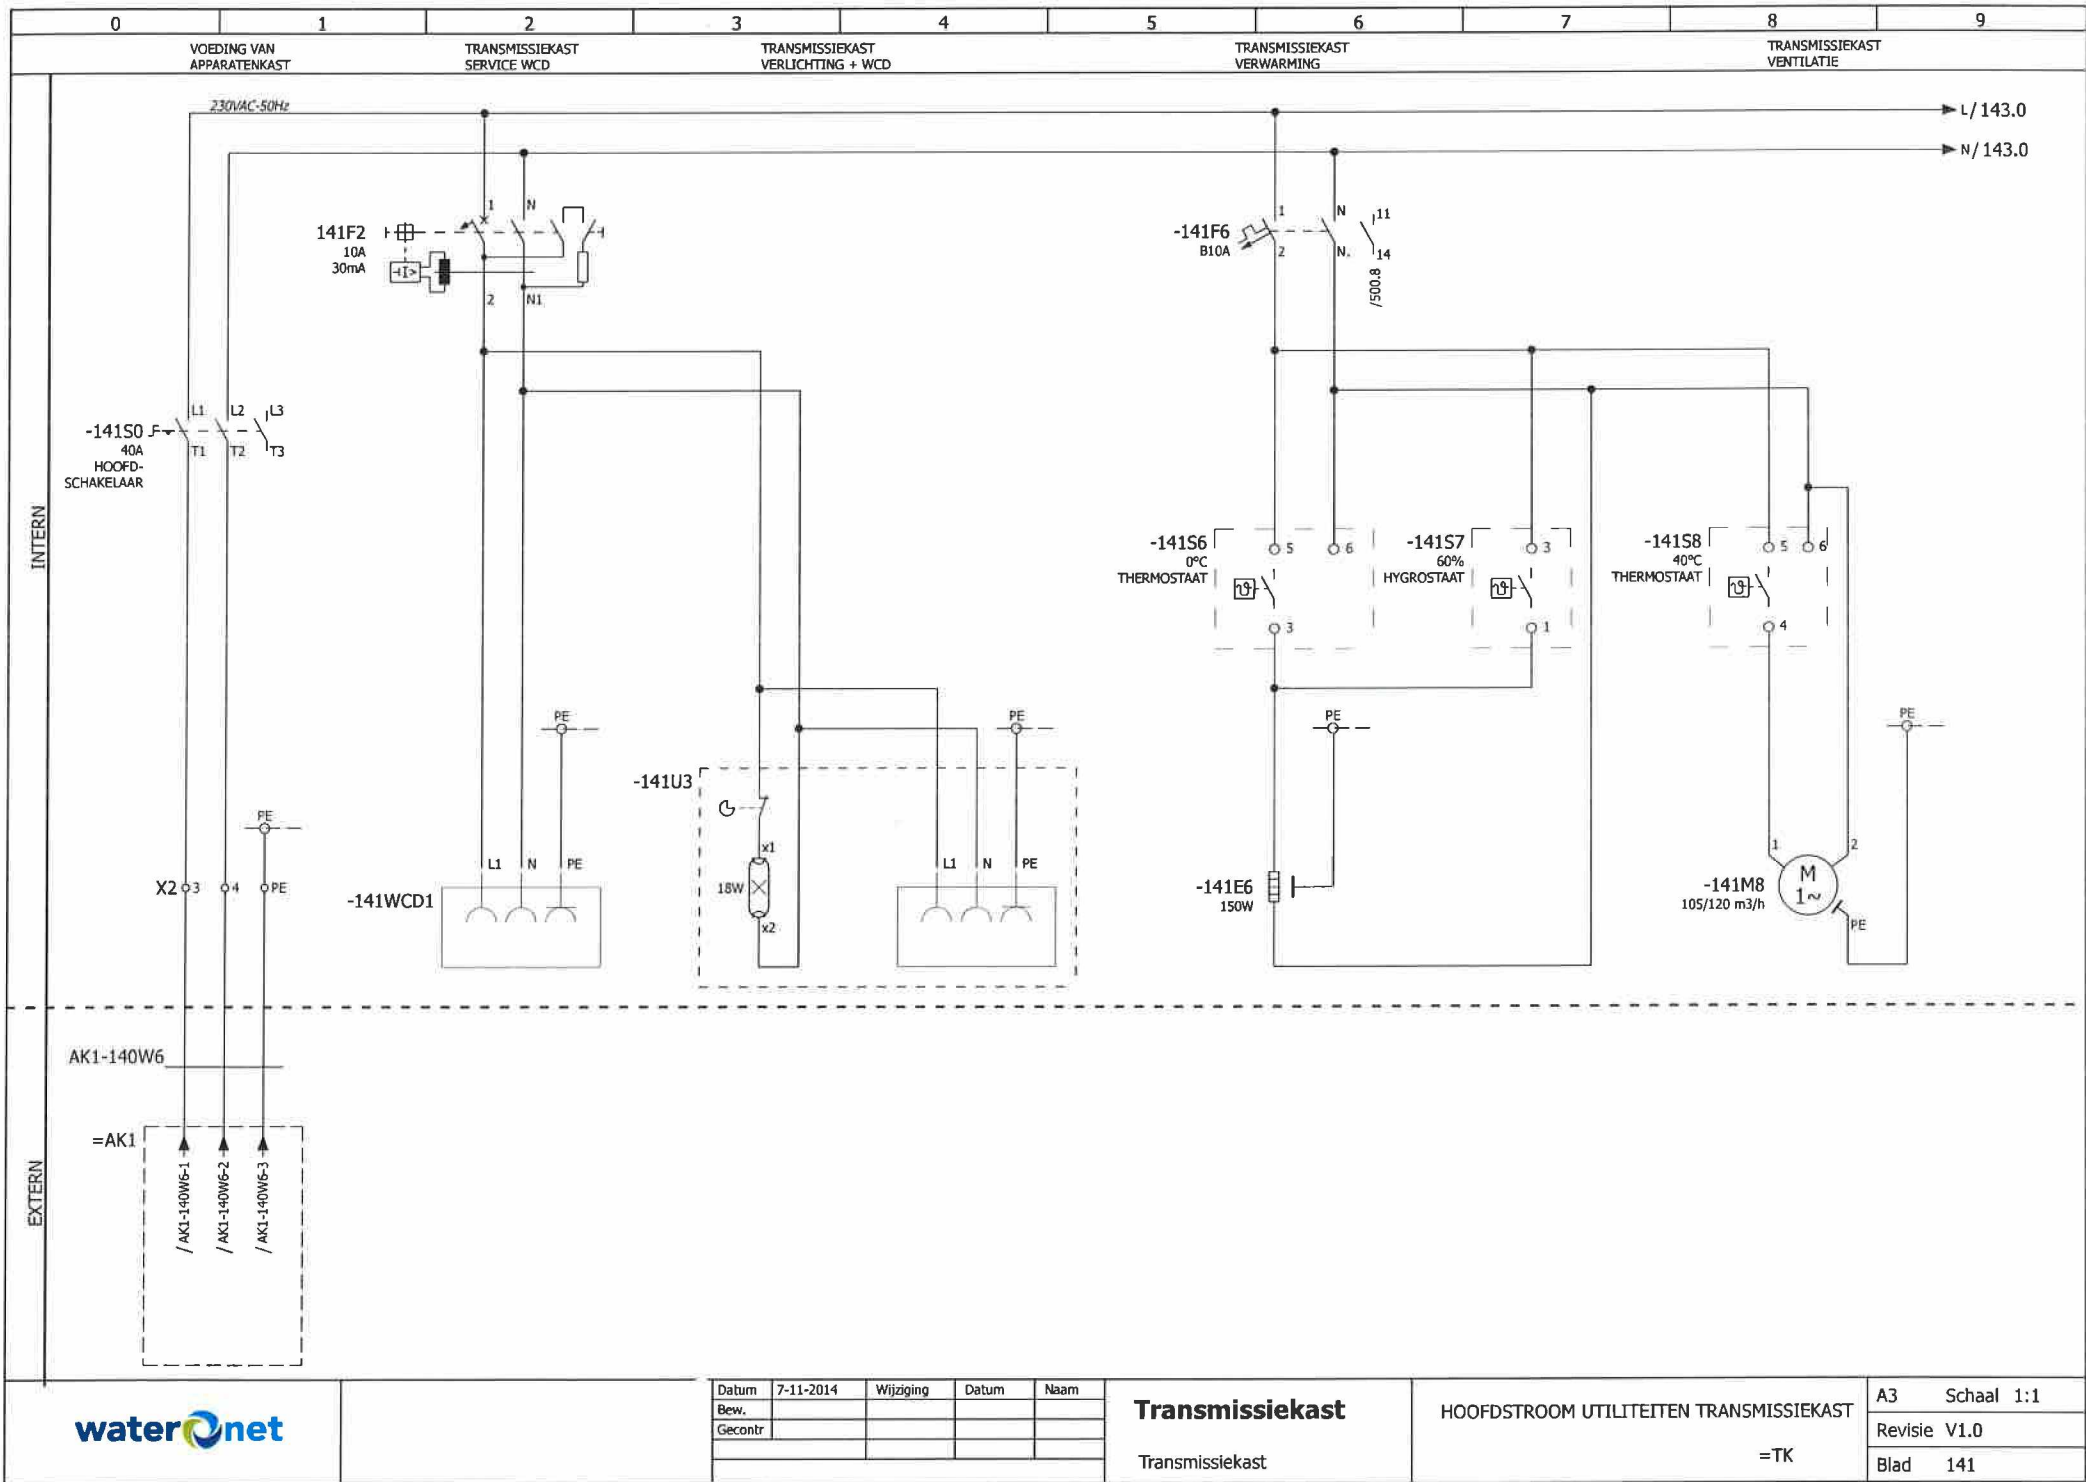 0 1 2 3 4 5 6 7 8 9
VOEDING VAN
APPARATENKAST
TRANSMISSIEKAST
SERVICE WCD
TRANSMISSIEKAST
VERLICHTING + WCD
TRANSMISSIEKAST
VERWARMING
TRANSMISSIEKAST
VENTILATIE
230VAC-50Hz
L/143.0
N/143.0
1 N
141F2
10A
30mA
I>
2 N1
1 N 11
-141F6
B10A
2 N. 14
/500.8
L1 L2 L3
-141S0
40A
HOOFD-
SCHAKELAAR
T1 T2 T3
INTERN
-141S6
0°C
THERMOSTAAT
5 6
ϑ
3
-141S7
60%
HYGROSTAAT
3
ϑ
1
-141S8
40°C
THERMOSTAAT
5 6
ϑ
4
PE
PE
PE
PE
PE
-141U3
x1
18W
x2
L1 N PE
-141WCD1
L1 N PE
X2 3 4 PE
-141E6
150W
1 2
M
1~
-141M8
105/120 m3/h
PE
AK1-140W6
=AK1
/AK1-140W6-1
/AK1-140W6-2
/AK1-140W6-3
EXTERN
waternet
Datum 7-11-2014 Wijziging Datum Naam
Bew.
Gecontr
Transmissiekast
Transmissiekast
HOOFDSTROOM UTILITEITEN TRANSMISSIEKAST
=TK
A3 Schaal 1:1
Revisie V1.0
Blad 141